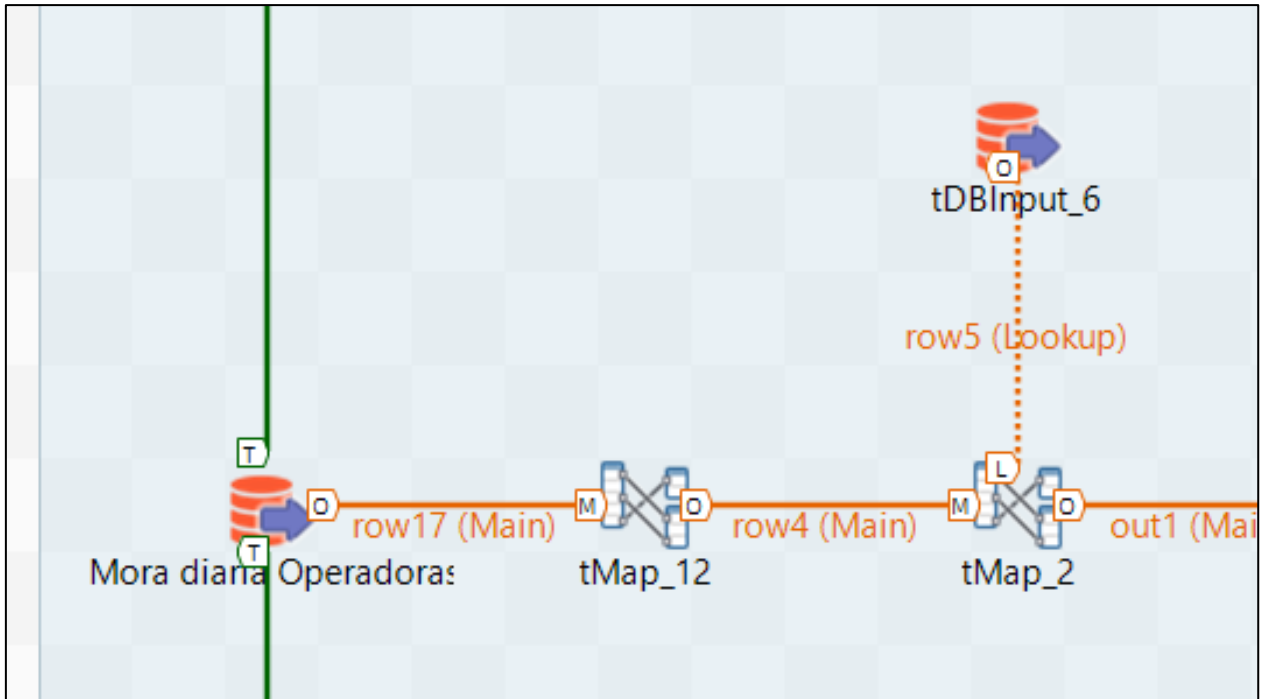 O
tDBInput_6
row5 (Lookup)
T
L
O
M
O
M
O
row17 (Main)
row4 (Main)
out1 (Mai
T
Mora diaria Operadoras
tMap_12
tMap_2